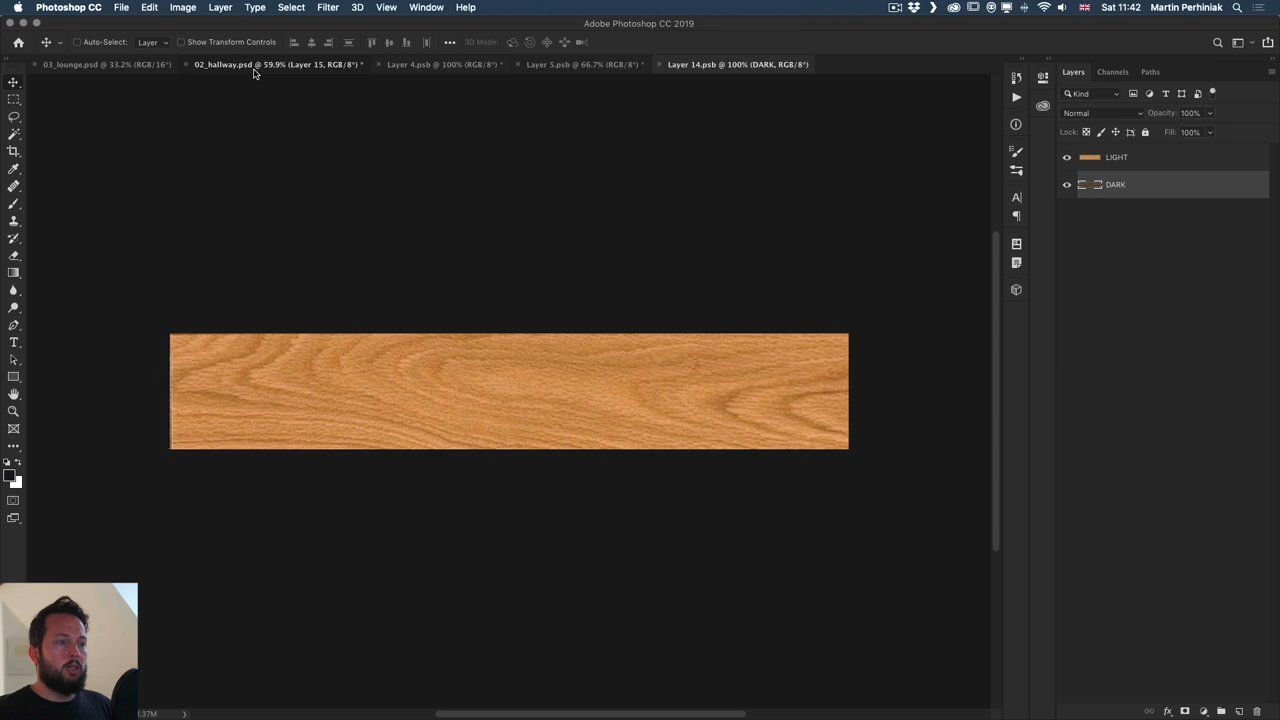 Photoshop CC File Edit Image Layer Type Select Filter 3D View Window Help
Sat 11:42 Martin Perhiniak
Adobe Photoshop CC 2019
Auto-Select: Layer Show Transform Controls 3D Mode:
03_lounge.psd @ 33.2% (RGB/16*)
02_hallway.psd @ 59.9% (Layer 15, RGB/8*) *
Layer 4.psb @ 100% (RGB/8*) *
Layer 5.psb @ 66.7% (RGB/8*) *
Layer 14.psb @ 100% (DARK, RGB/8*)
Layers Channels Paths
Kind
Normal Opacity: 100%
Lock: Fill: 100%
LIGHT
DARK
1.37M